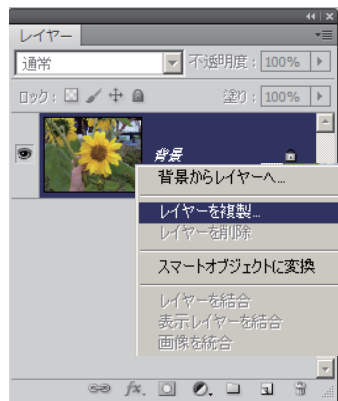 レイヤー
通常
不透明度: 100%
ロック:
塗り: 100%
背景
背景からレイヤーへ...
レイヤーを複製...
レイヤーを削除
スマートオブジェクトに変換
レイヤーを結合
表示レイヤーを結合
画像を統合
fx.